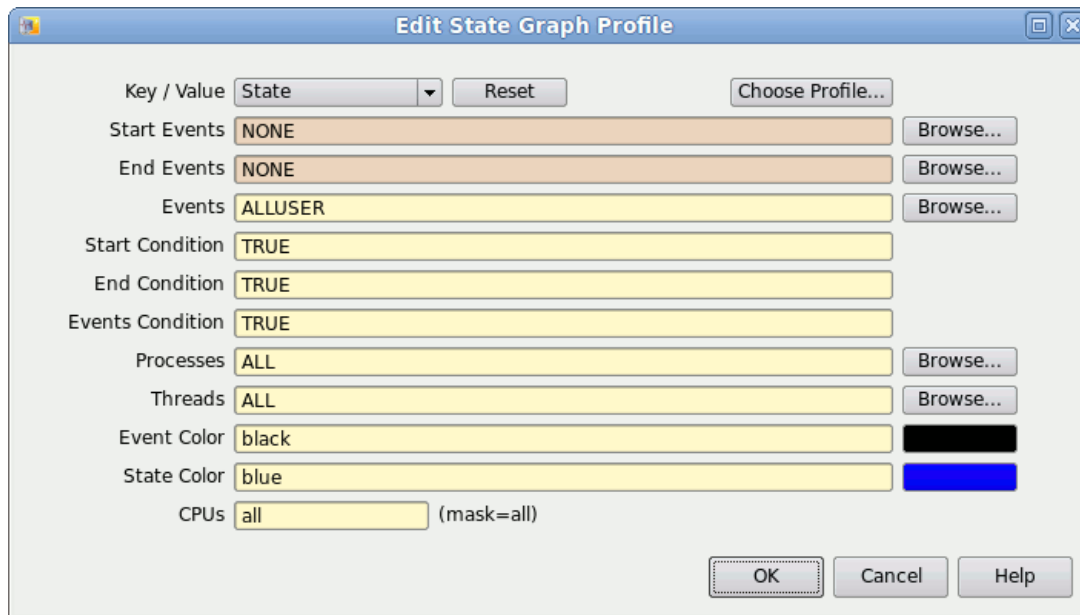 Edit State Graph Profile
Key / Value State Reset Choose Profile...
Start Events NONE Browse...
End Events NONE Browse...
Events ALLUSER Browse...
Start Condition TRUE
End Condition TRUE
Events Condition TRUE
Processes ALL Browse...
Threads ALL Browse...
Event Color black
State Color blue
CPUs all (mask=all)
OK Cancel Help